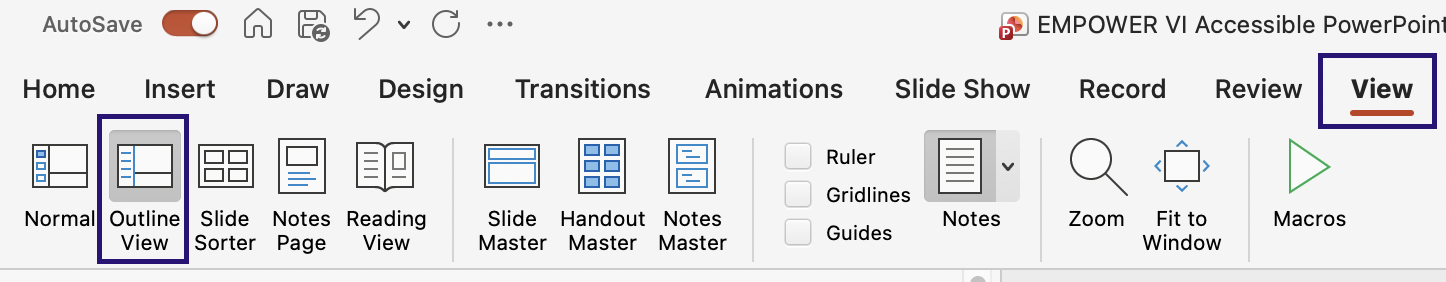 AutoSave
P EMPOWER VI Accessible PowerPoint
Home Insert Draw Design Transitions Animations Slide Show Record Review View
Normal
Outline View
Slide Sorter
Notes Page
Reading View
Slide Master
Handout Master
Notes Master
Ruler
Gridlines
Guides
Notes
Zoom
Fit to Window
Macros